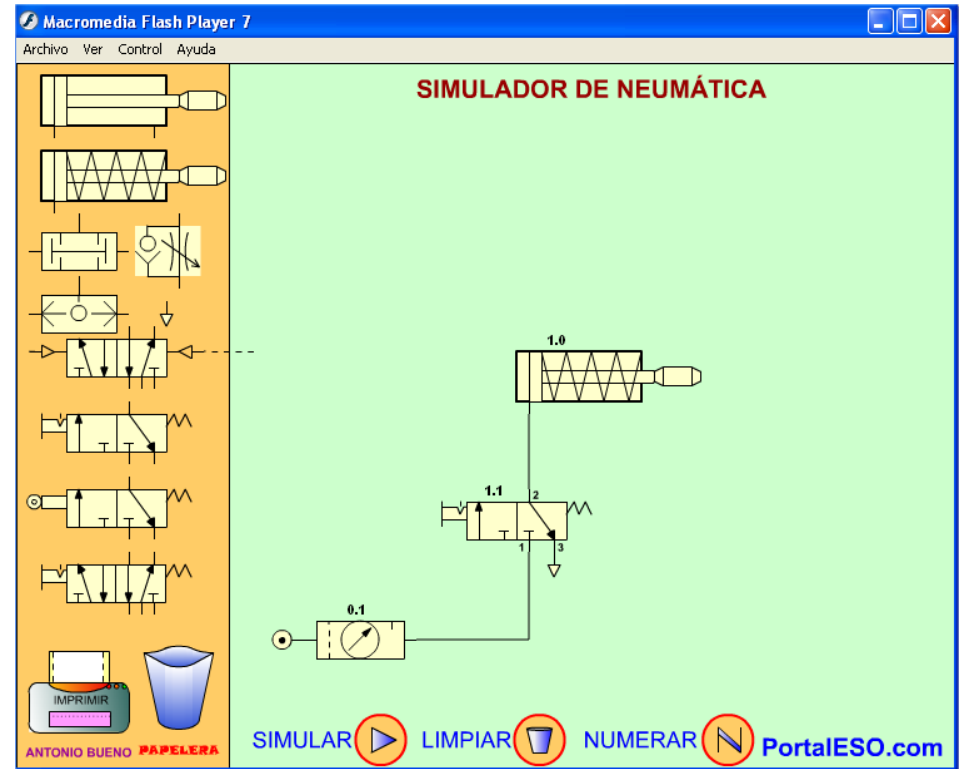 Macromedia Flash Player 7
Archivo Ver Control Ayuda
SIMULADOR DE NEUMÁTICA
1.0
1.1
2
1
3
0.1
IMPRIMIR
ANTONIO BUENO PAPELERA
SIMULAR LIMPIAR NUMERAR N PortalESO.com